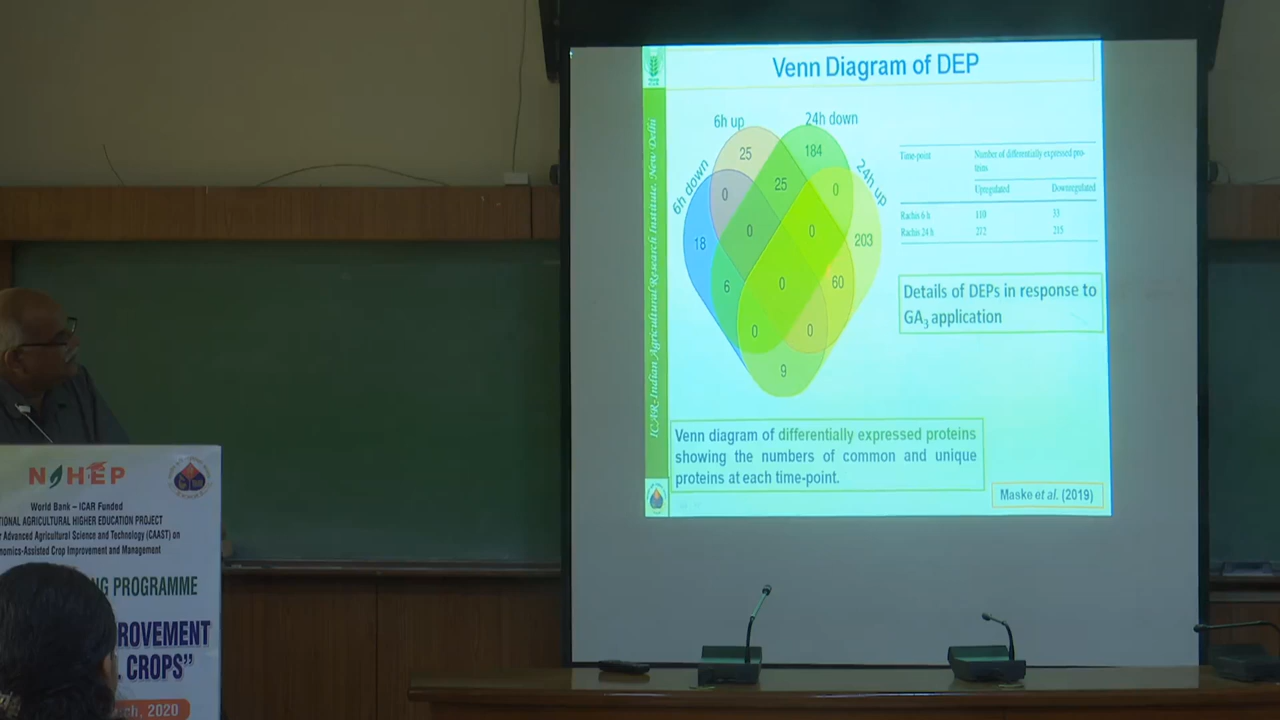 Venn Diagram of DEP
ICAR-Indian Agricultural Research Institute, New Delhi
6h down
6h up
24h down
24h up
25
184
0
25
0
18
0
0
203
6
0
60
0
0
9
Time-point
Number of differentially expressed pro-
teins
Upregulated
Downregulated
Rachis 6 h
110
33
Rachis 24 h
272
215
Details of DEPs in response to
GA3 application
Venn diagram of differentially expressed proteins
showing the numbers of common and unique
proteins at each time-point.
Maske et al. (2019)
NAHEP
World Bank – ICAR Funded
TIONAL AGRICULTURAL HIGHER EDUCATION PROJECT
r Advanced Agricultural Science and Technology (CAAST) on
nomics-Assisted Crop Improvement and Management
NG PROGRAMME
ROVEMENT
CROPS”
rch, 2020